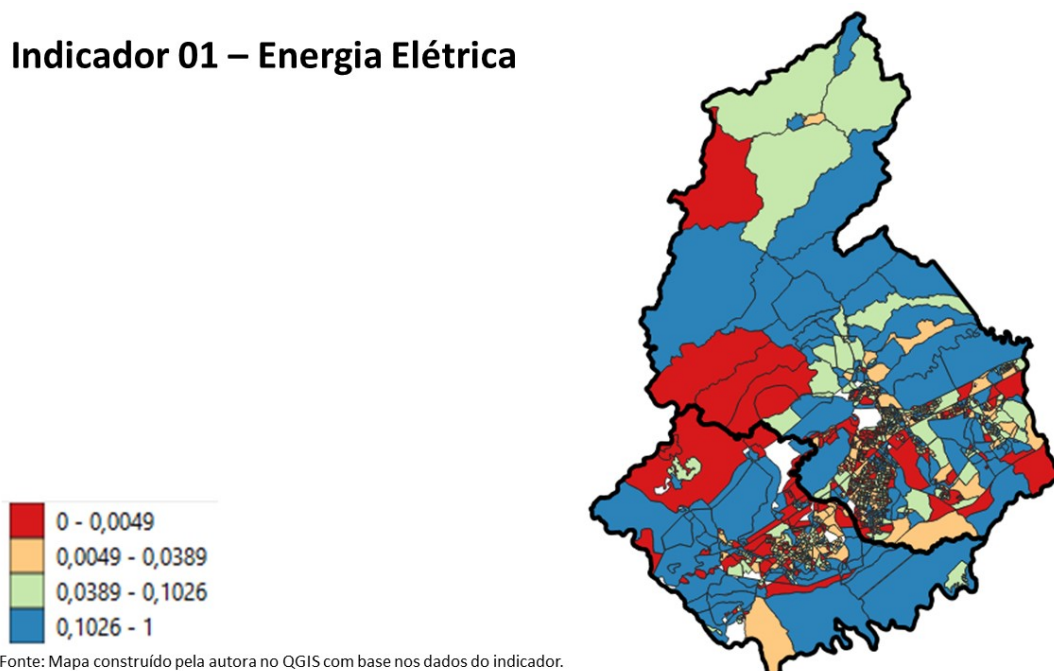 Indicador 01 – Energia Elétrica
0 - 0,0049
0,0049 - 0,0389
0,0389 - 0,1026
0,1026 - 1
Fonte: Mapa construído pela autora no QGIS com base nos dados do indicador.